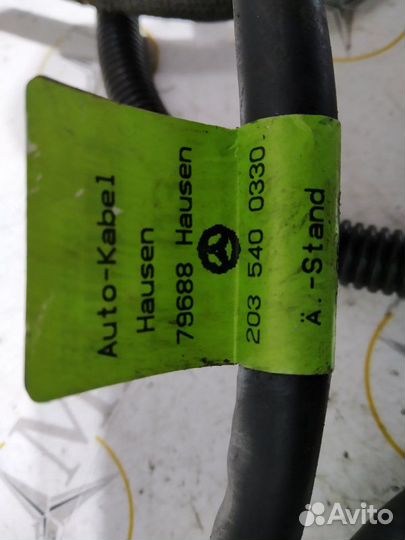 Auto-Kabel
Hausen
79688 Hausen
203 540 0330
Ä.-Stand
M
Avito